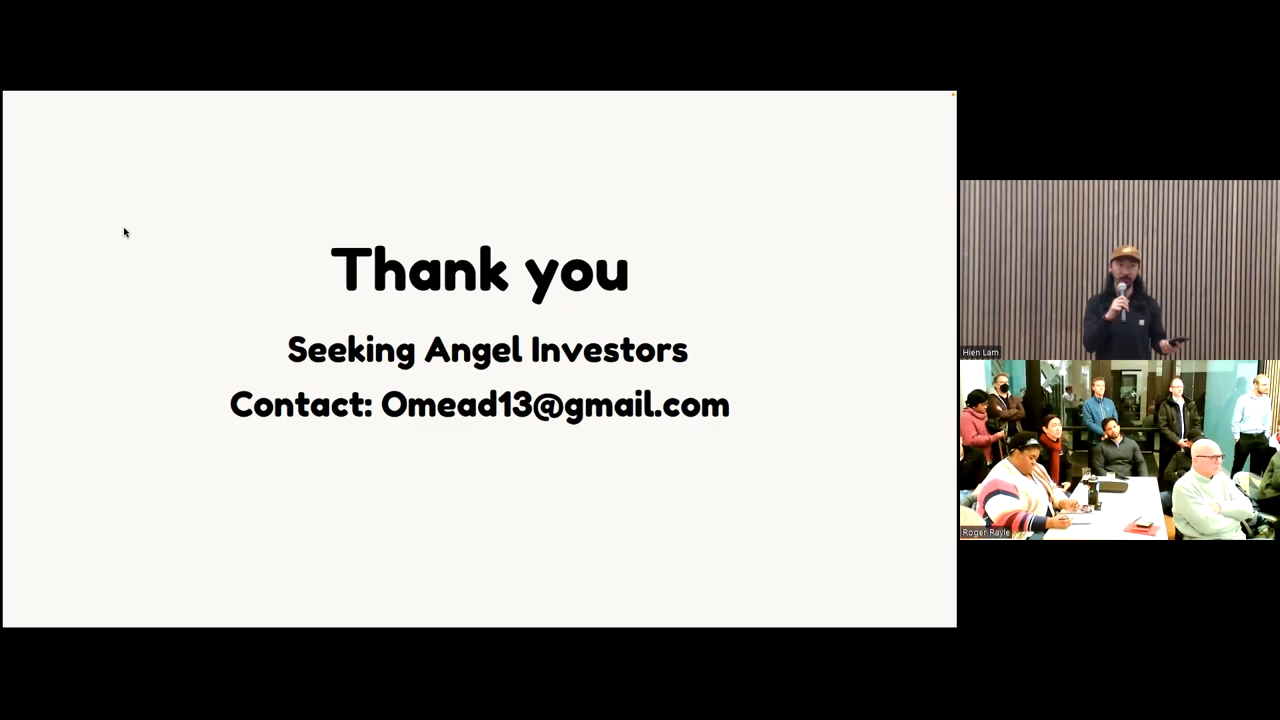 Thank you
Seeking Angel Investors
Contact: Omead13@gmail.com
Hien Lam
Roger Rayle